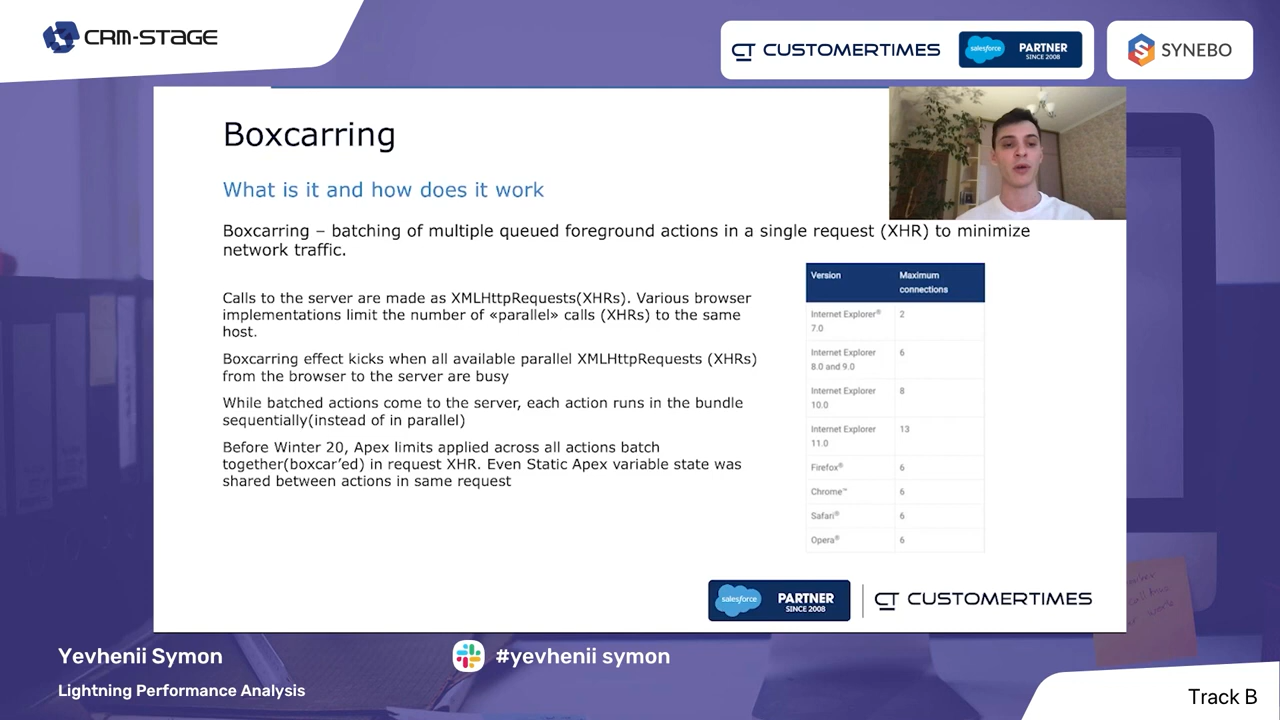 CRM-STAGE
CT CUSTOMERTIMES
salesforce
PARTNER
SINCE 2008
SYNEBO
Boxcarring
What is it and how does it work
Boxcarring – batching of multiple queued foreground actions in a single request (XHR) to minimize
network traffic.
Calls to the server are made as XMLHttpRequests(XHRs). Various browser
implementations limit the number of «parallel» calls (XHRs) to the same
host.
Boxcarring effect kicks when all available parallel XMLHttpRequests (XHRs)
from the browser to the server are busy
While batched actions come to the server, each action runs in the bundle
sequentially(instead of in parallel)
Before Winter 20, Apex limits applied across all actions batch
together(boxcar’ed) in request XHR. Even Static Apex variable state was
shared between actions in same request
Version Maximum
connections
Internet Explorer® 2
7.0
Internet Explorer 6
8.0 and 9.0
Internet Explorer 8
10.0
Internet Explorer 13
11.0
Firefox® 6
Chrome™ 6
Safari® 6
Opera® 6
salesforce
PARTNER
SINCE 2008
CT CUSTOMERTIMES
Yevhenii Symon
#yevhenii symon
Lightning Performance Analysis
Track B